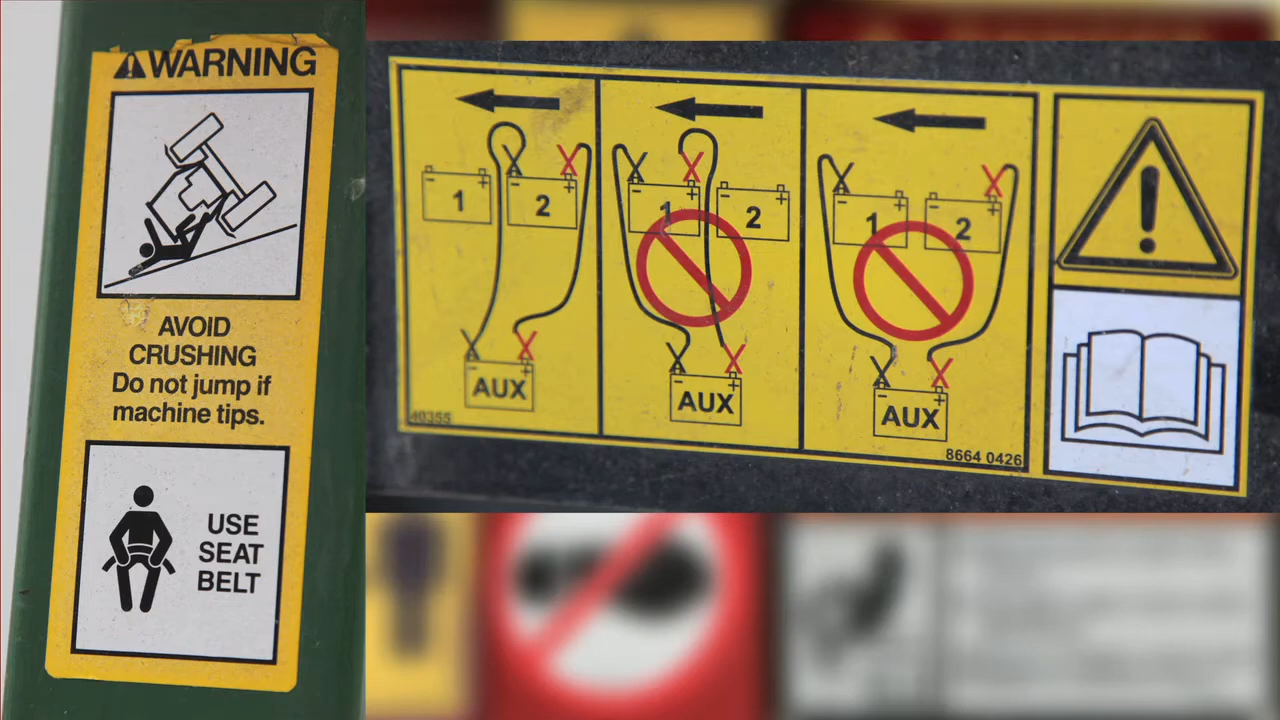 WARNING
AVOID
CRUSHING
Do not jump if
machine tips.
USE
SEAT
BELT
1
2
AUX
40355
1
2
AUX
1
2
AUX
8664 0426